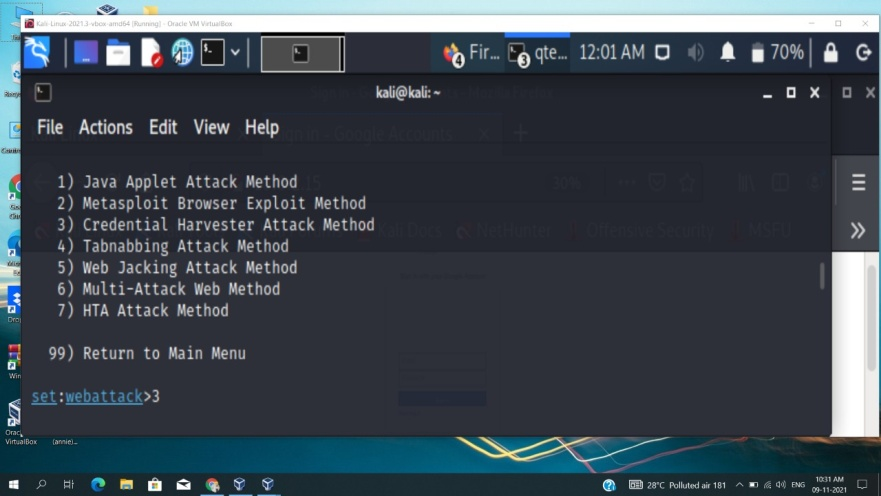 Kali-Linux-2021.3-vbox-amd64 [Running] - Oracle VM VirtualBox
Fir... qte... 12:01 AM 70% G
4 3
kali@kali: ~
File Actions Edit View Help
Sign in - Google Accounts
1) Java Applet Attack Method
2) Metasploit Browser Exploit Method
3) Credential Harvester Attack Method
4) Tabnabbing Attack Method
5) Web Jacking Attack Method
6) Multi-Attack Web Method
7) HTA Attack Method
99) Return to Main Menu
set:webattack>3
30%
Kali Docs NetHunter Offensive Security MSFU
VirtualBox (annie)...
28°C Polluted air 181 ENG 10:31 AM
09-11-2021